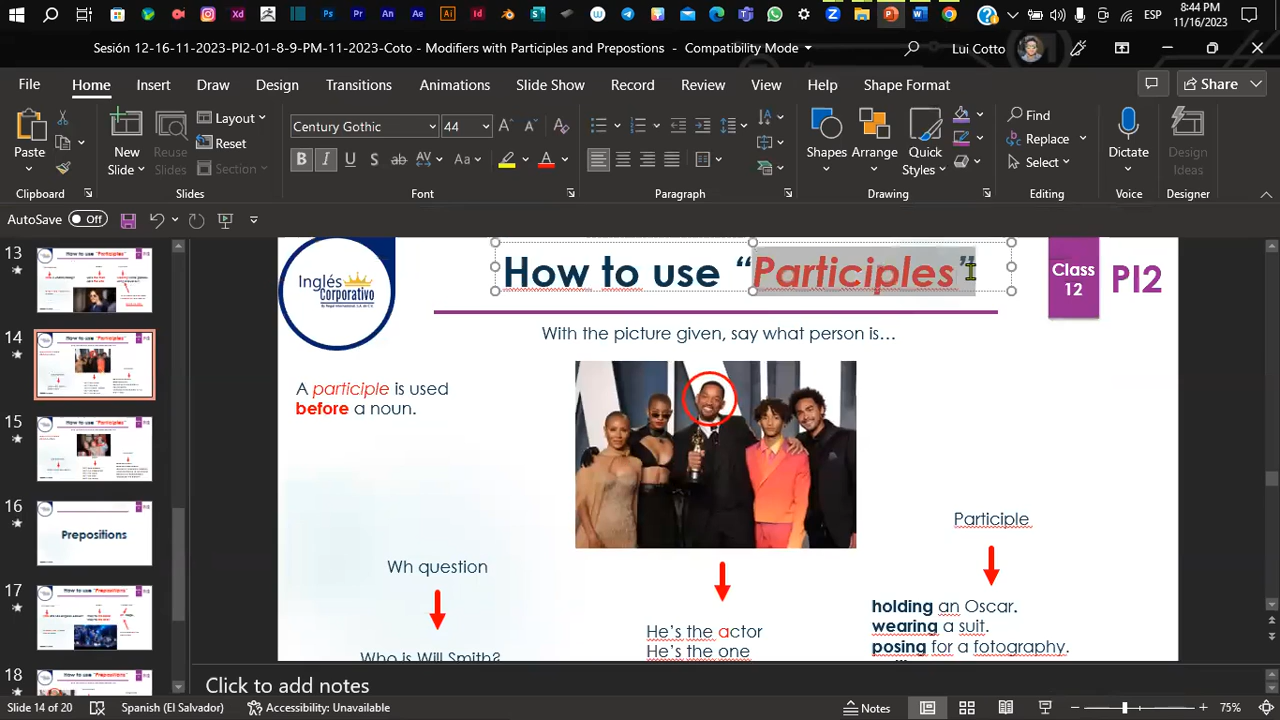 8:44 PM
ESP
11/16/2023
Sesión 12-16-11-2023-PI2-01-8-9-PM-11-2023-Coto - Modifiers with Participles and Prepostions - Compatibility Mode
Lui Cotto
File Home Insert Draw Design Transitions Animations Slide Show Record Review View Help Shape Format
Share
Paste
New Slide
Reuse Slides
Layout
Reset
Section
Century Gothic 44
Shapes Arrange Quick Styles
Find
Replace
Select
Dictate
Design Ideas
Clipboard Slides Font Paragraph Drawing Editing Voice Designer
AutoSave Off
13
14
15
16
Prepositions
17
18
Inglés
Corporativo
How to use “Participles”
Class
12
PI2
With the picture given, say what person is…
A participle is used
before a noun.
Wh question
Who is Will Smith?
He's the actor
He's the one
Participle
holding an Oscar.
wearing a suit.
posing for a fotography.
Click to add notes
Slide 14 of 20
Spanish (El Salvador)
Accessibility: Unavailable
Notes
75%